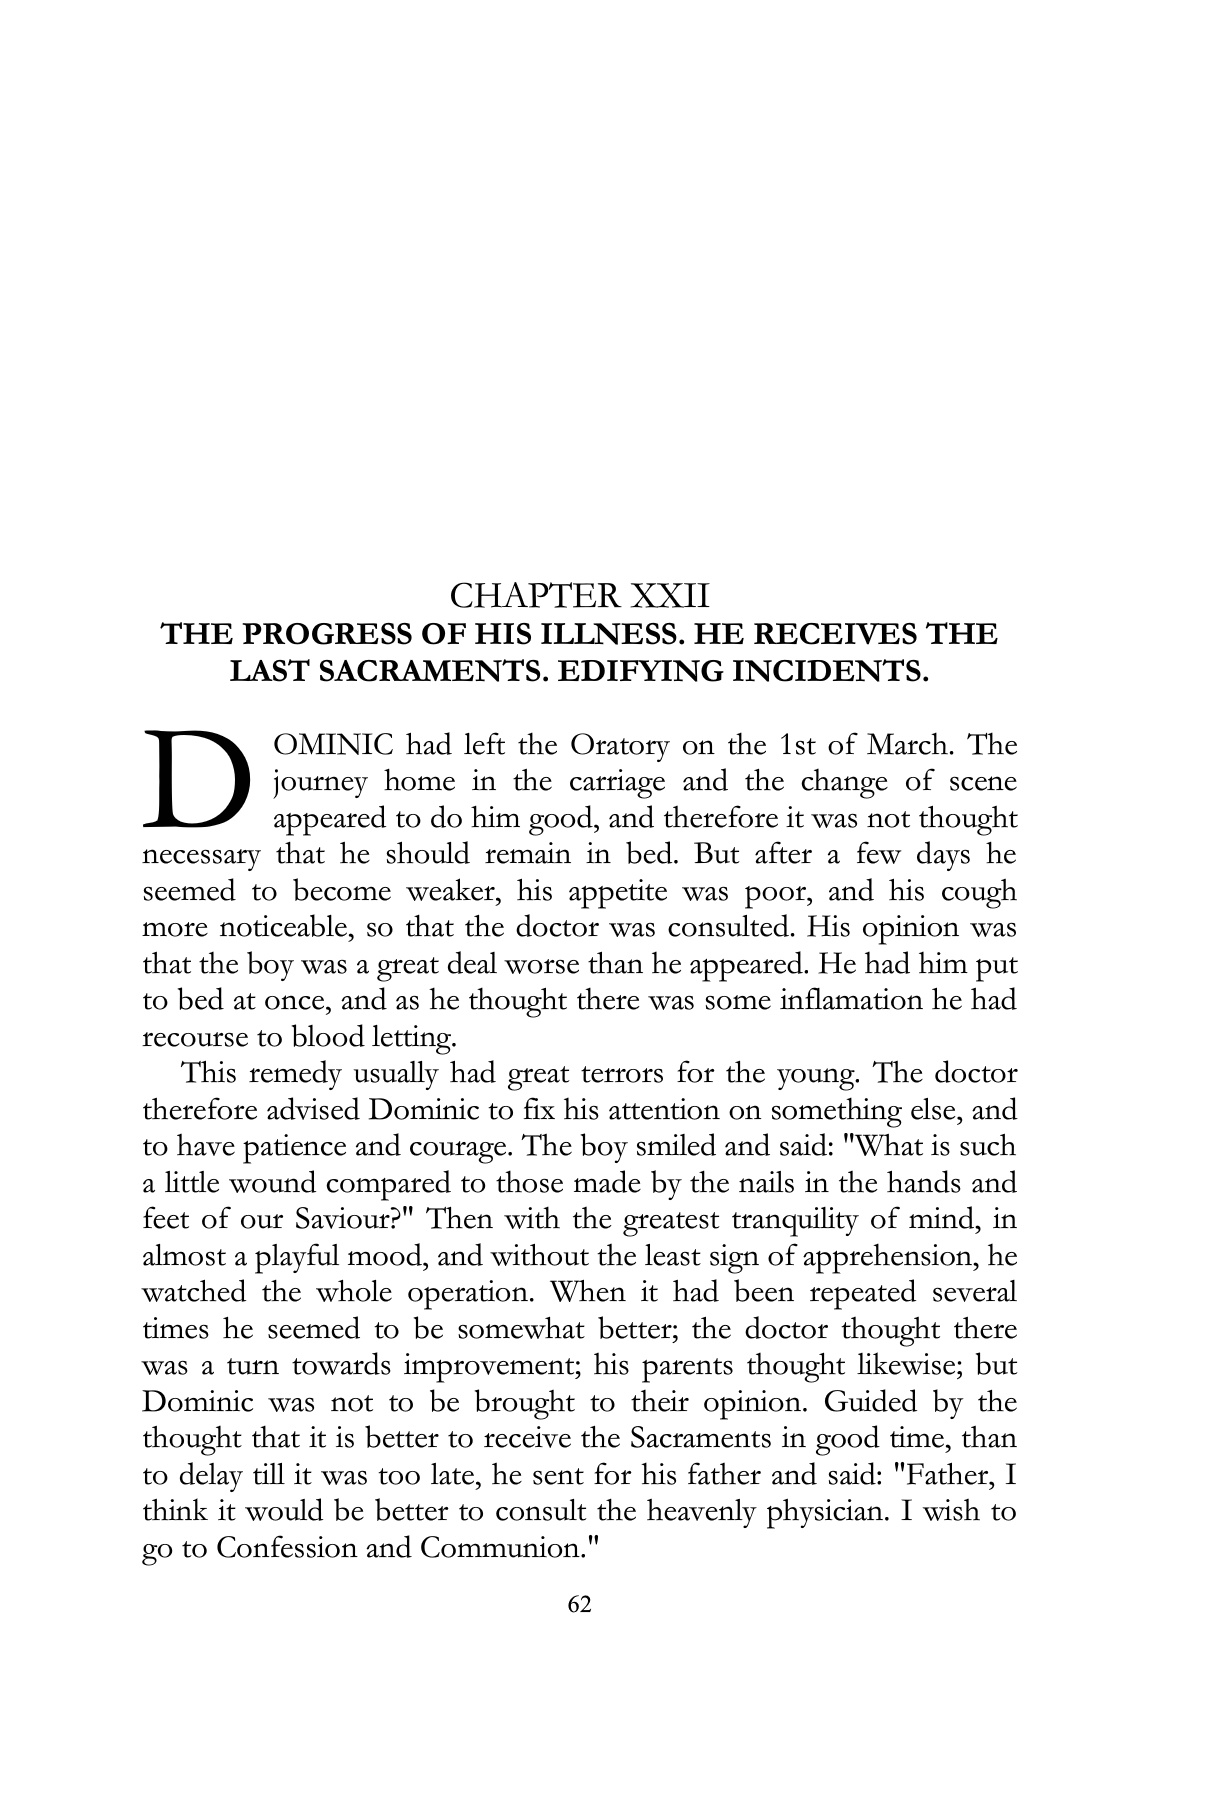 CHAPTER XXII
THE PROGRESS OF HIS ILLNESS. HE RECEIVES THE
LAST SACRAMENTS. EDIFYING INCIDENTS.
DOMINIC had left the Oratory on the 1st of March. The
journey home in the carriage and the change of scene
appeared to do him good, and therefore it was not thought
necessary that he should remain in bed. But after a few days he
seemed to become weaker, his appetite was poor, and his cough
more noticeable, so that the doctor was consulted. His opinion was
that the boy was a great deal worse than he appeared. He had him put
to bed at once, and as he thought there was some inflamation he had
recourse to blood letting.
This remedy usually had great terrors for the young. The doctor
therefore advised Dominic to fix his attention on something else, and
to have patience and courage. The boy smiled and said: "What is such
a little wound compared to those made by the nails in the hands and
feet of our Saviour?" Then with the greatest tranquility of mind, in
almost a playful mood, and without the least sign of apprehension, he
watched the whole operation. When it had been repeated several
times he seemed to be somewhat better; the doctor thought there
was a turn towards improvement; his parents thought likewise; but
Dominic was not to be brought to their opinion. Guided by the
thought that it is better to receive the Sacraments in good time, than
to delay till it was too late, he sent for his father and said: "Father, I
think it would be better to consult the heavenly physician. I wish to
go to Confession and Communion."
62